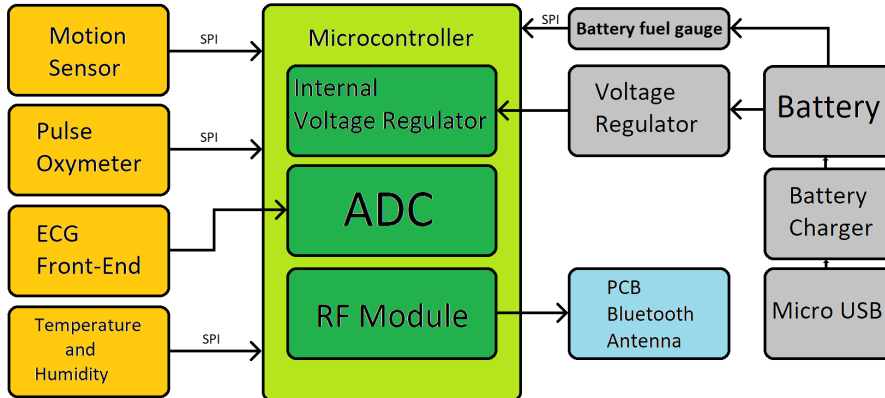 Motion
Sensor
SPI
Pulse
Oxymeter
SPI
ECG
Front-End
Temperature
and
Humidity
SPI
Microcontroller
Internal
Voltage Regulator
ADC
RF Module
SPI
Battery fuel gauge
Voltage
Regulator
Battery
Battery
Charger
PCB
Bluetooth
Antenna
Micro USB